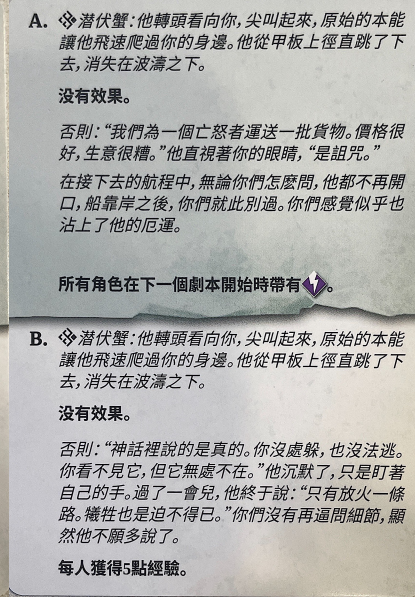 A. 潛伏蟹：他轉頭看向你，尖叫起來，原始的本能
讓他飛速爬過你的身邊。他從甲板上徑直跳了下
去，消失在波濤之下。
没有效果。
否則：“我們為一個亡怒者運送一批貨物。價格很
好，生意很糟。”他直視著你的眼睛，“是詛咒。”
在接下去的航程中，無論你們怎麽問，他都不再開
口，船靠岸之後，你們就此別過。你們感覺似乎也
沾上了他的厄運。
所有角色在下一個劇本開始時帶有。
B. 潛伏蟹：他轉頭看向你，尖叫起來，原始的本能
讓他飛速爬過你的身邊。他從甲板上徑直跳了下
去，消失在波濤之下。
没有效果。
否則：“神話裡說的是真的。你沒處躲，也沒法逃。
你看不見它，但它無處不在。”他沉默了，只是盯著
自己的手。過了一會兒，他終于說：“只有放火一條
路。犧牲也是迫不得已。”你們沒有再逼問細節，顯
然他不願多說了。
每人獲得5點經驗。